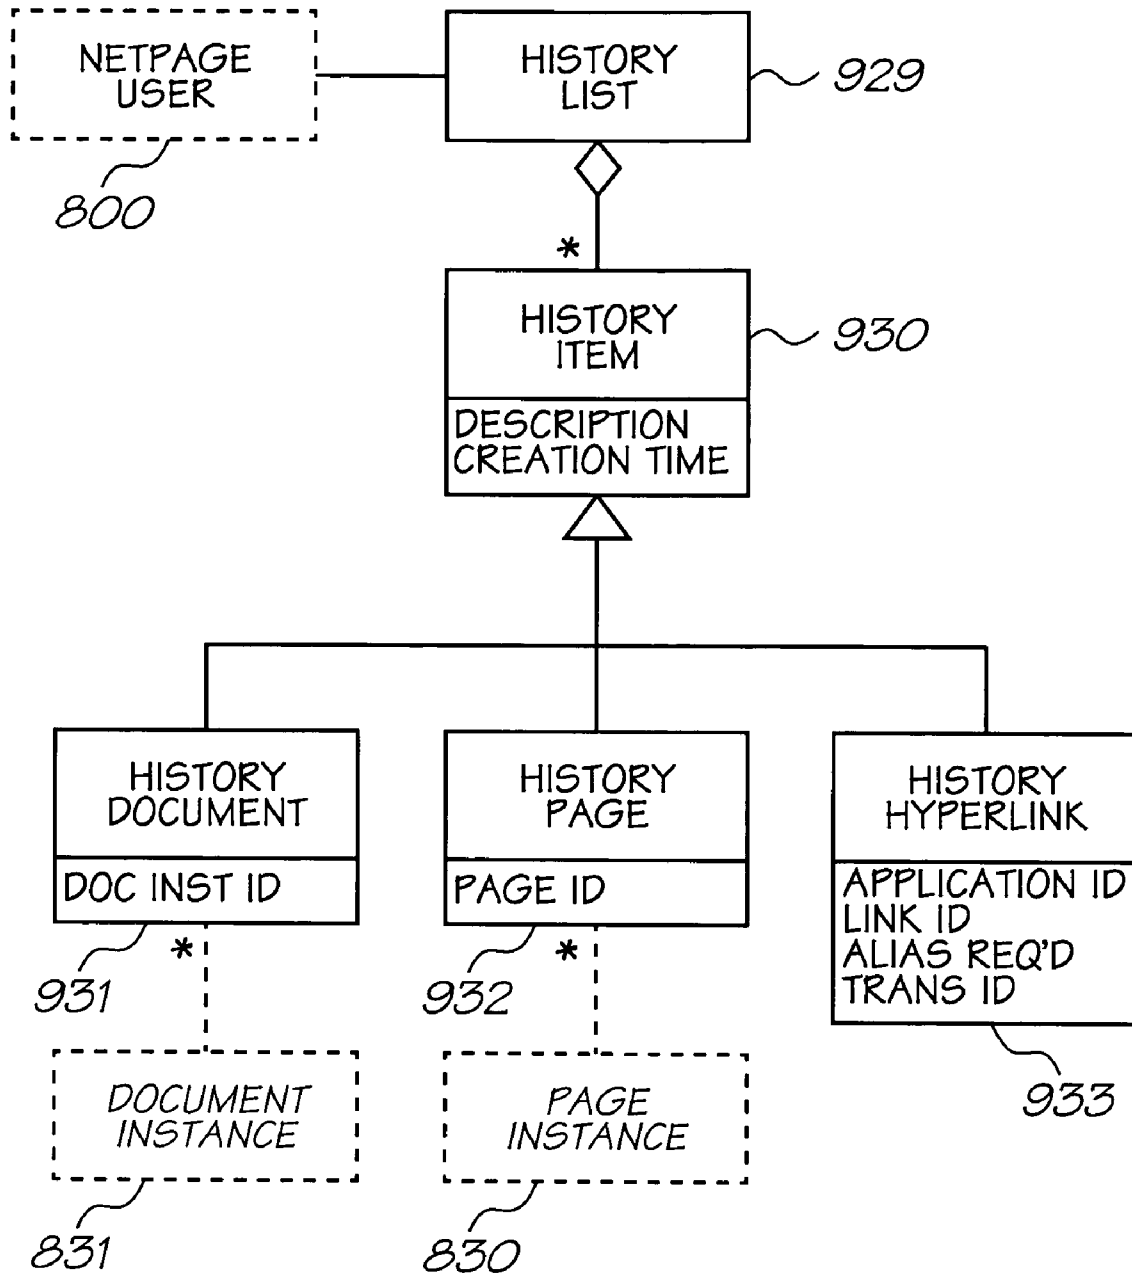 NETPAGE
USER
800
HISTORY
LIST
929
*
HISTORY
ITEM
930
DESCRIPTION
CREATION TIME
HISTORY
DOCUMENT
DOC INST ID
931
*
HISTORY
PAGE
PAGE ID
932
*
HISTORY
HYPERLINK
APPLICATION ID
LINK ID
ALIAS REQ'D
TRANS ID
933
DOCUMENT
INSTANCE
831
PAGE
INSTANCE
830